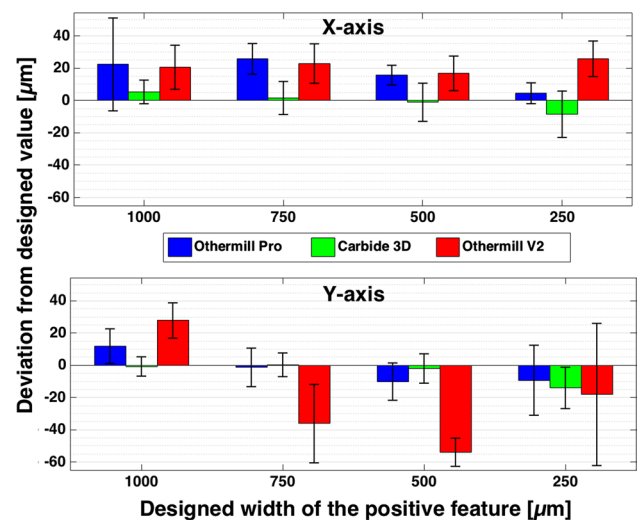 X-axis
40
20
0
-20
-40
-60
1000 750 500 250
Othermill Pro Carbide 3D Othermill V2
Deviation from designed value [µm]
Y-axis
40
20
0
-20
-40
-60
1000 750 500 250
Designed width of the positive feature [µm]